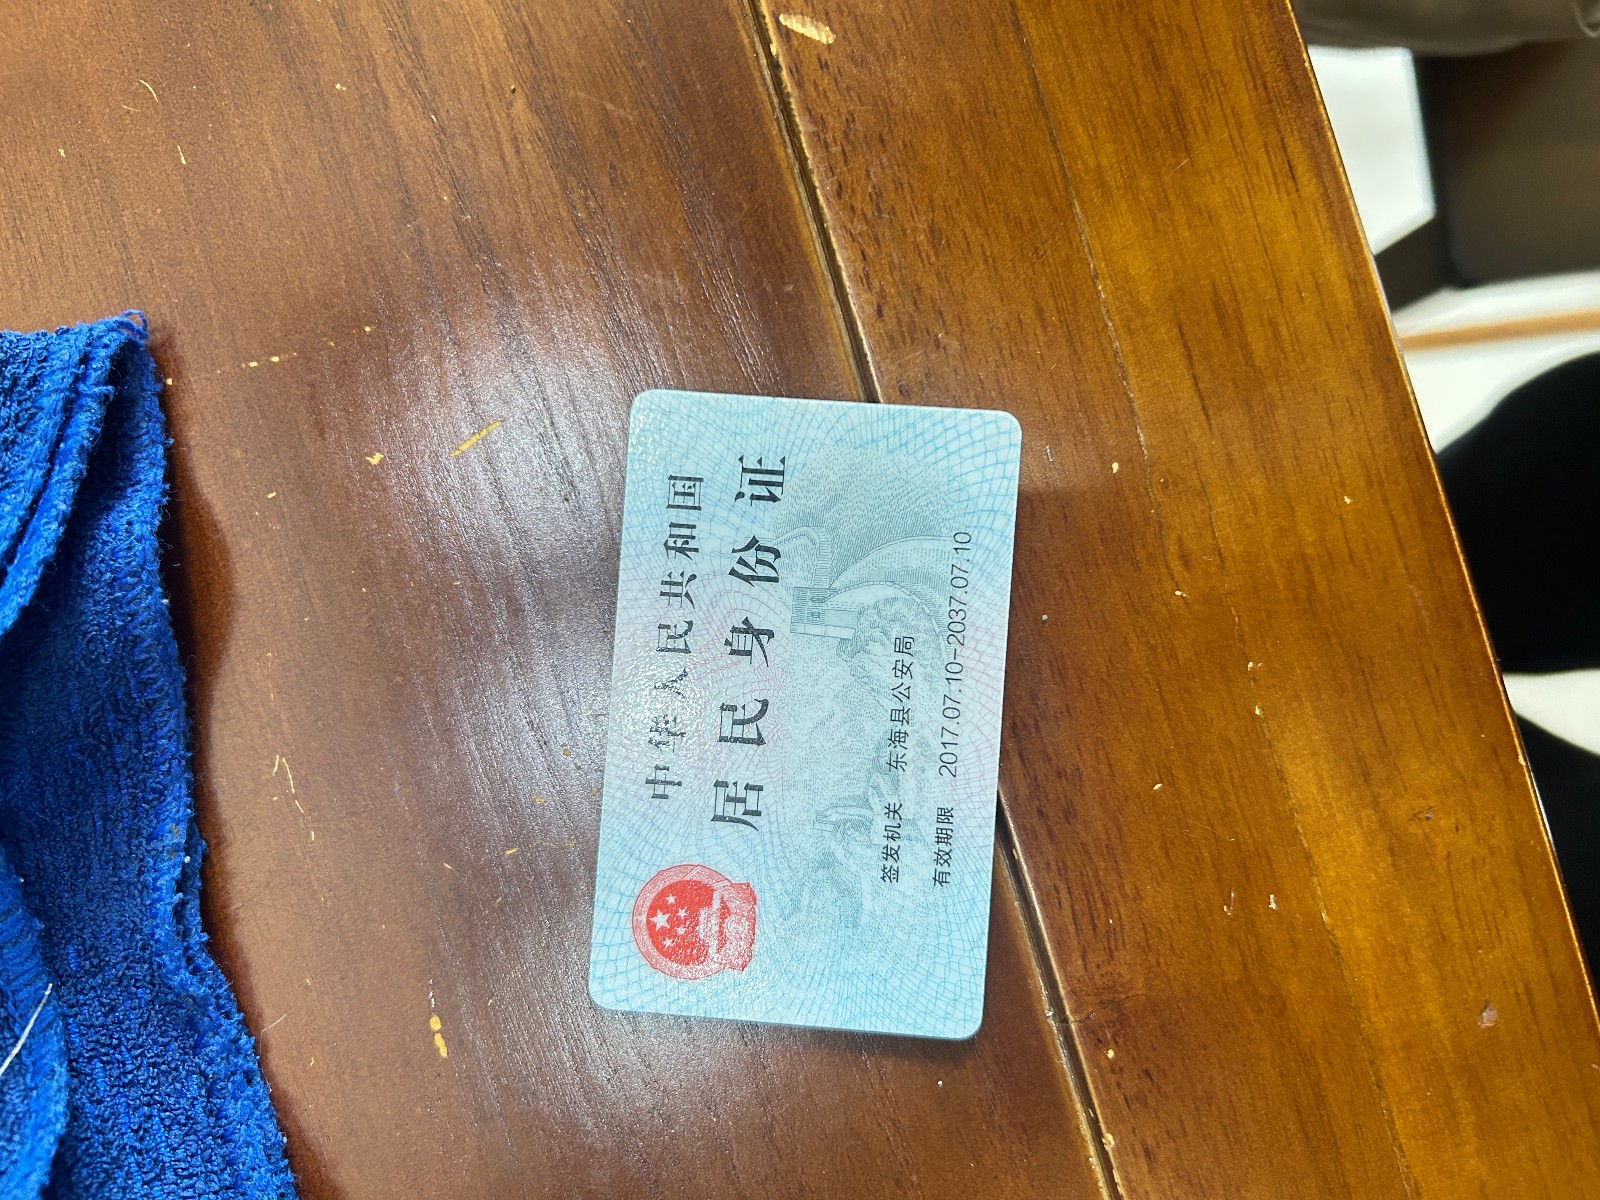 中华人民共和国
居民身份证
签发机关 东海县公安局
有效期限 2017.07.10-2037.07.10